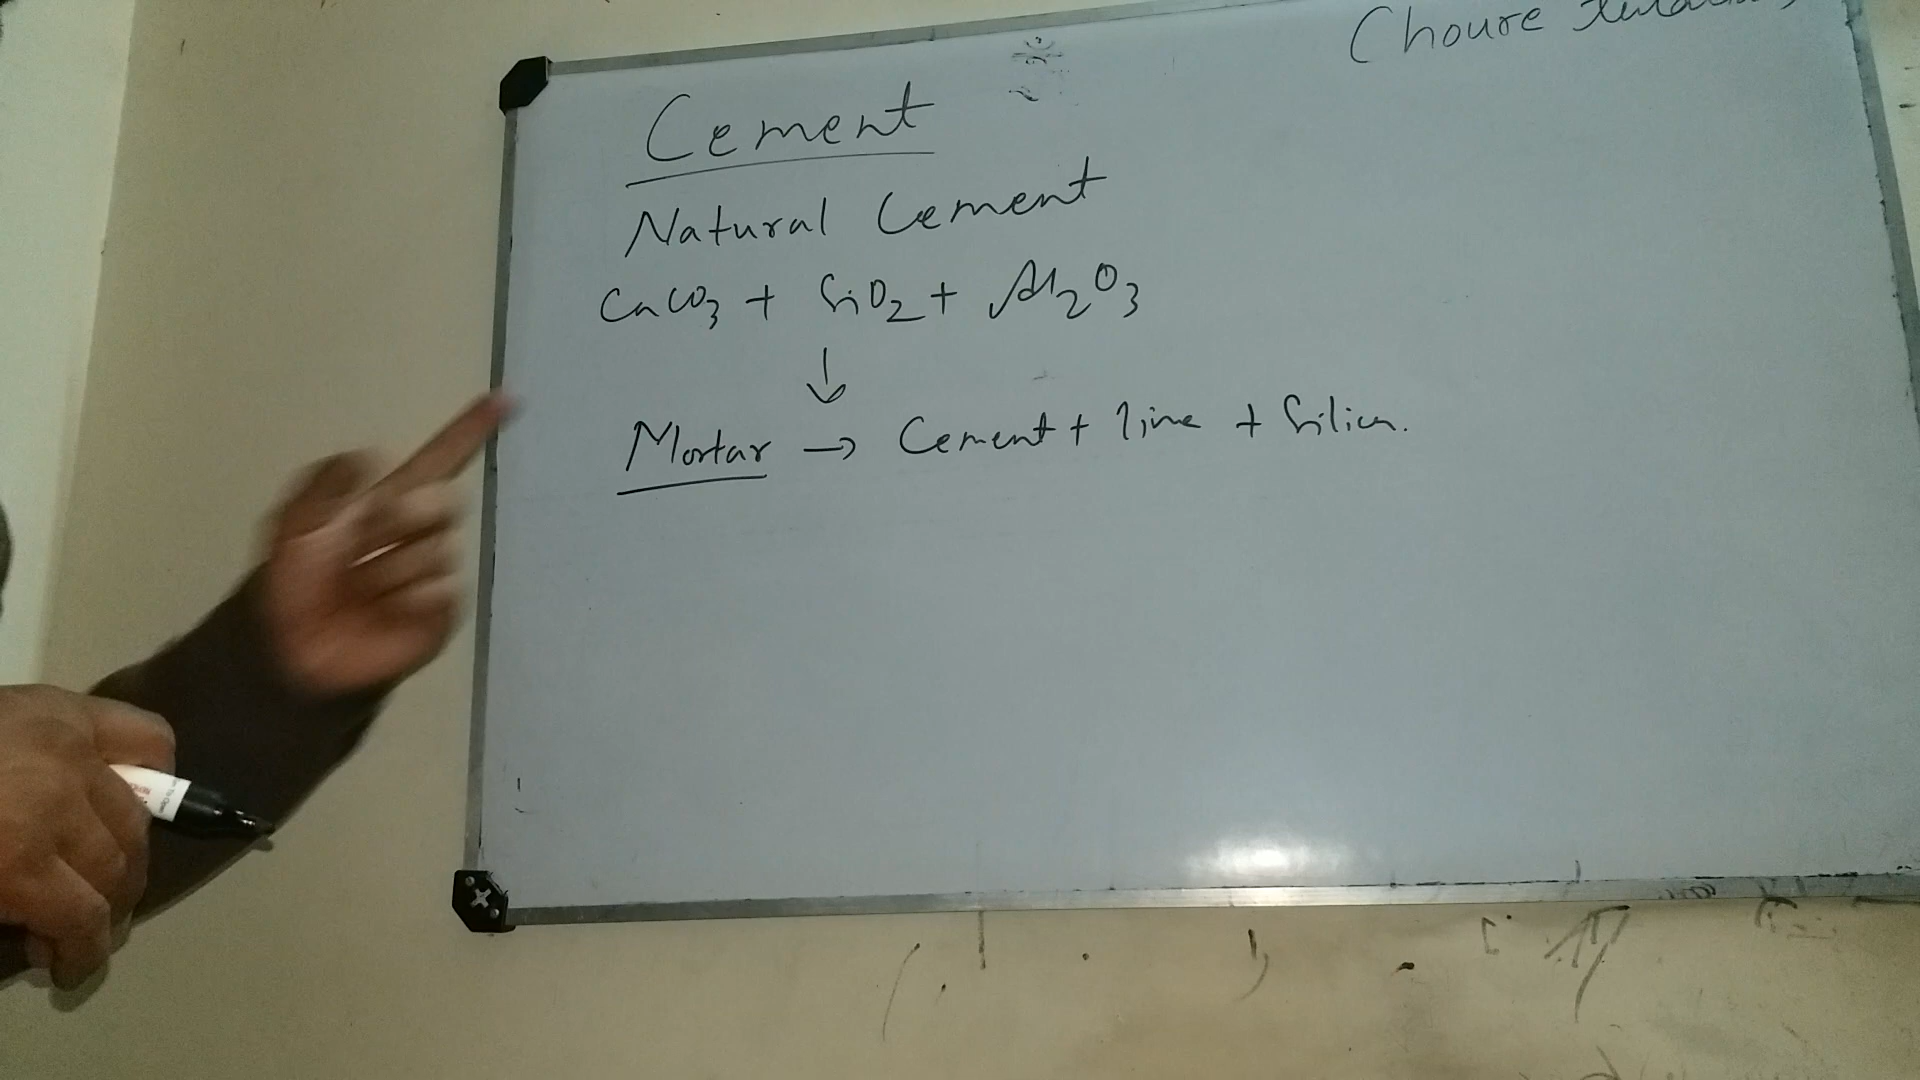 Choure
Cement
Natural Cement
CaCO3 + SiO2 + Al2O3
↓
Mortar → Cement + lime + Silica.